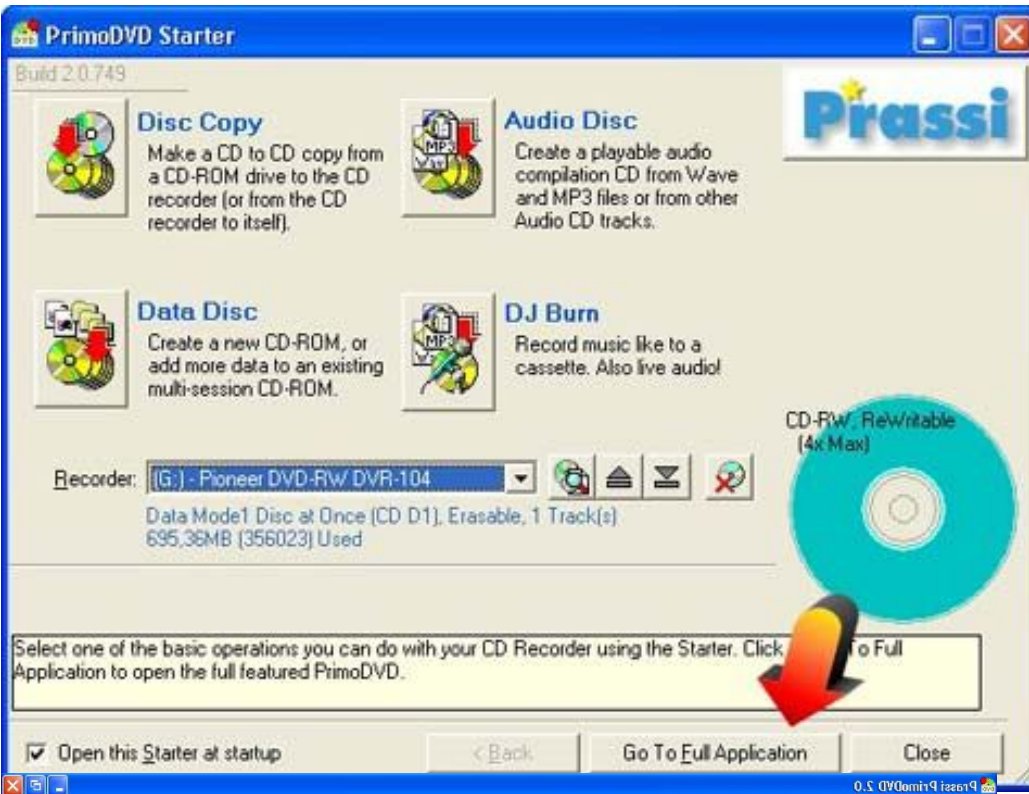 PrimoDVD Starter
Build 2.0.749
Prassi
Disc Copy
Make a CD to CD copy from
a CD-ROM drive to the CD
recorder (or from the CD
recorder to itself).
Audio Disc
Create a playable audio
compilation CD from Wave
and MP3 files or from other
Audio CD tracks.
Data Disc
Create a new CD-ROM, or
add more data to an existing
multi-session CD-ROM.
DJ Burn
Record music like to a
cassette. Also live audio!
CD-RW, ReWritable
(4x Max)
Recorder: (G:) - Pioneer DVD-RW DVR-104
Data Mode1 Disc at Once (CD D1), Erasable, 1 Track(s)
695,36MB (356023) Used
Select one of the basic operations you can do with your CD Recorder using the Starter. Click o Full
Application to open the full featured PrimoDVD.
Open this Starter at startup
< Back
Go To Full Application
Close
Prassi PrimoDVD 2.0